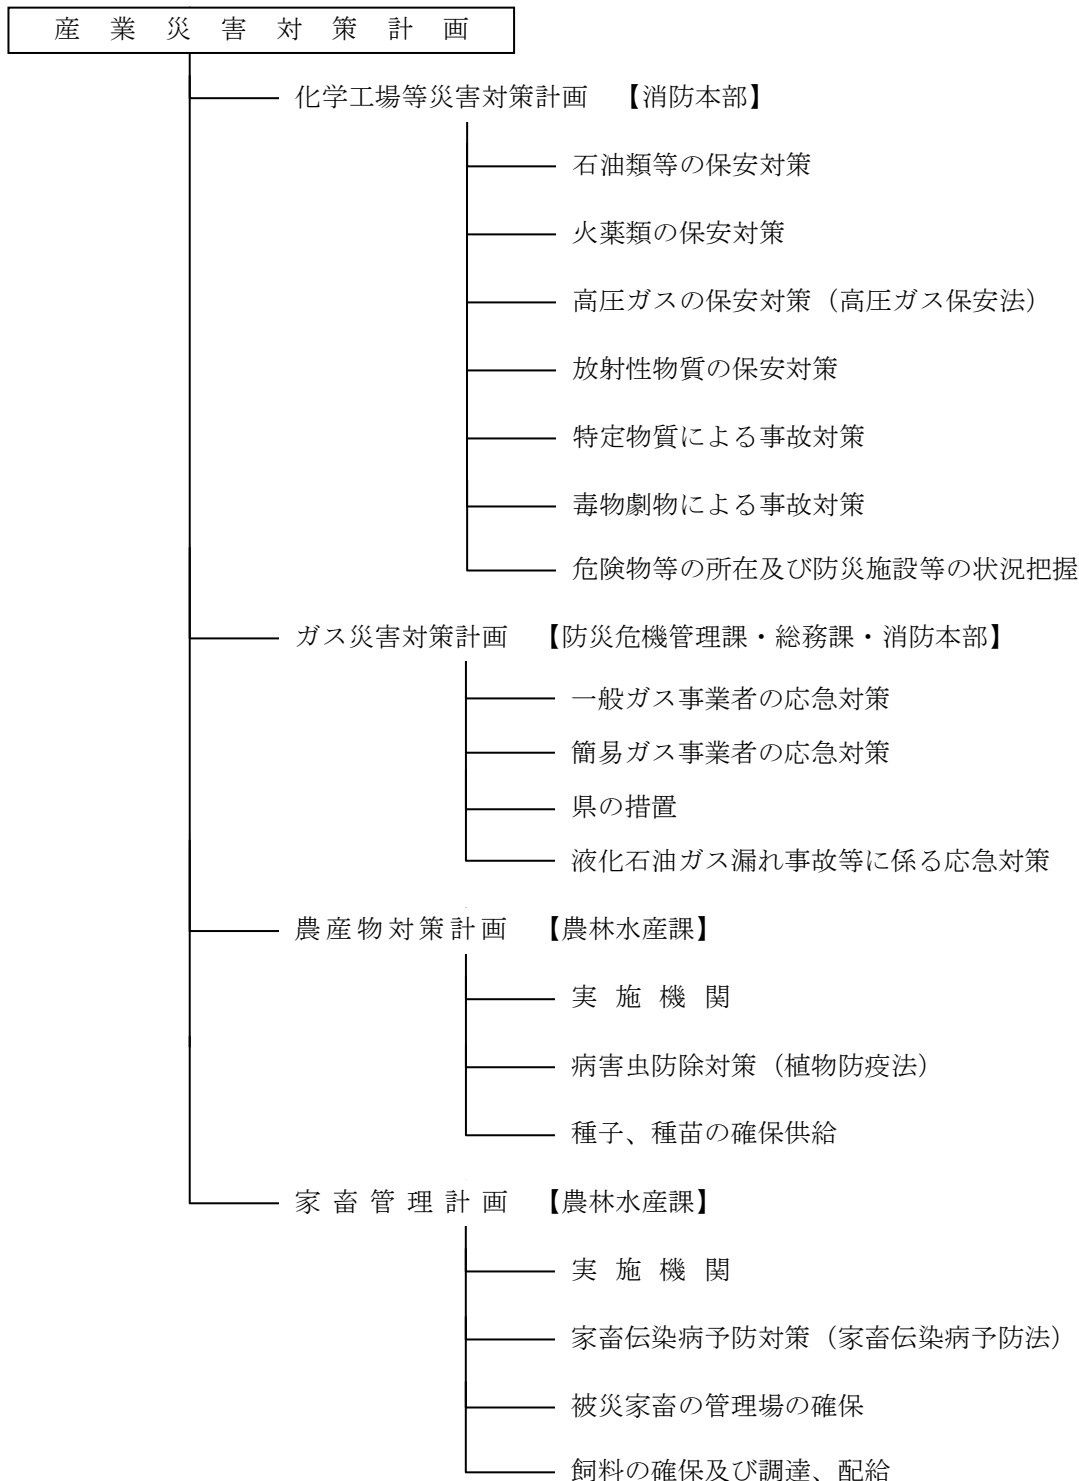 産業災害対策計画
化学工場等災害対策計画 【消防本部】
石油類等の保安対策
火薬類の保安対策
高圧ガスの保安対策（高圧ガス保安法）
放射性物質の保安対策
特定物質による事故対策
毒物劇物による事故対策
危険物等の所在及び防災施設等の状況把握
ガス災害対策計画 【防災危機管理課・総務課・消防本部】
一般ガス事業者の応急対策
簡易ガス事業者の応急対策
県の措置
液化石油ガス漏れ事故等に係る応急対策
農産物対策計画 【農林水産課】
実施機関
病害虫防除対策（植物防疫法）
種子、種苗の確保供給
家畜管理計画 【農林水産課】
実施機関
家畜伝染病予防対策（家畜伝染病予防法）
被災家畜の管理場の確保
飼料の確保及び調達、配給